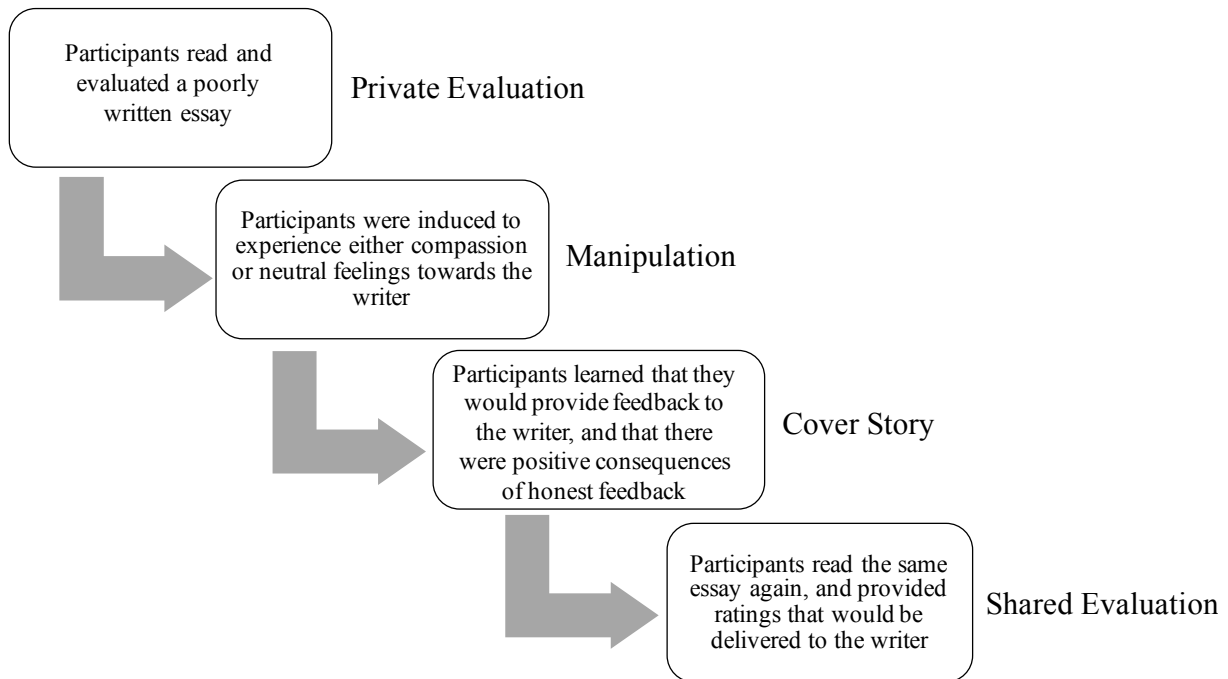 Participants read and
evaluated a poorly
written essay
Private Evaluation
Participants were induced to
experience either compassion
or neutral feelings towards the
writer
Manipulation
Participants learned that they
would provide feedback to
the writer, and that there
were positive consequences
of honest feedback
Cover Story
Participants read the same
essay again, and provided
ratings that would be
delivered to the writer
Shared Evaluation